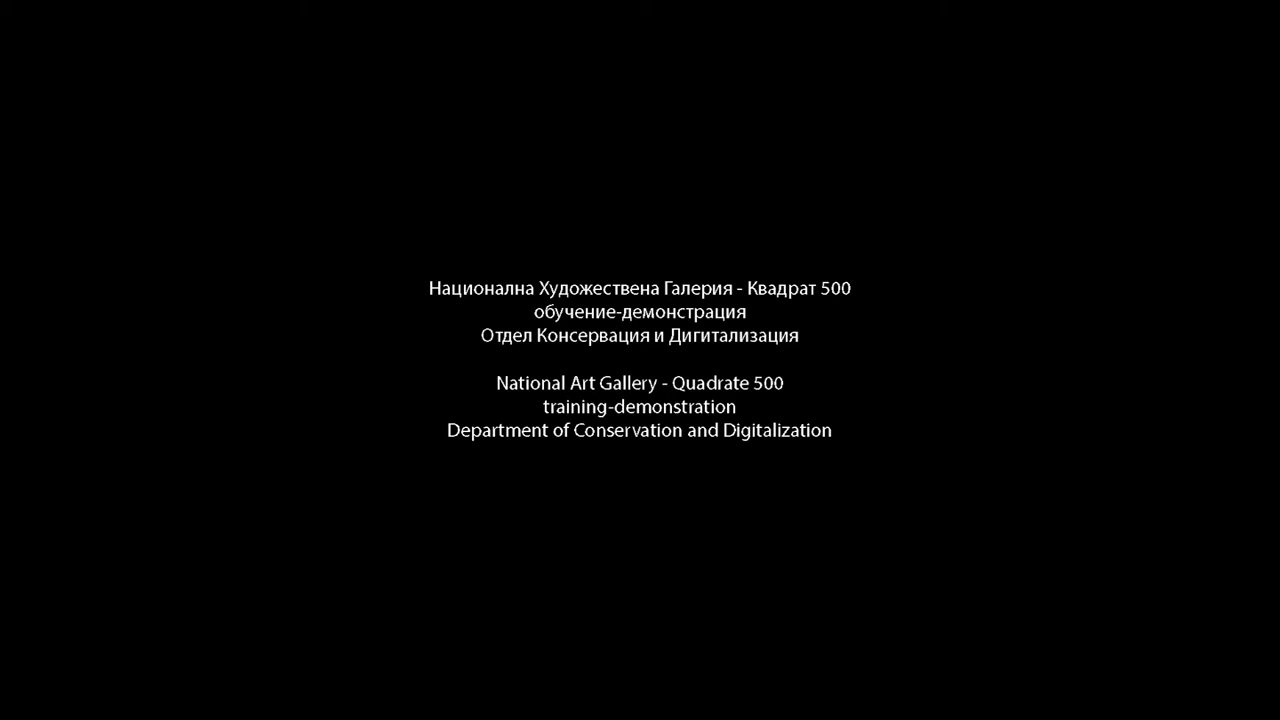 Национална Художествена Галерия - Квадрат 500
обучение-демонстрация
Отдел Консервация и Дигитализация
National Art Gallery - Quadrate 500
training-demonstration
Department of Conservation and Digitalization